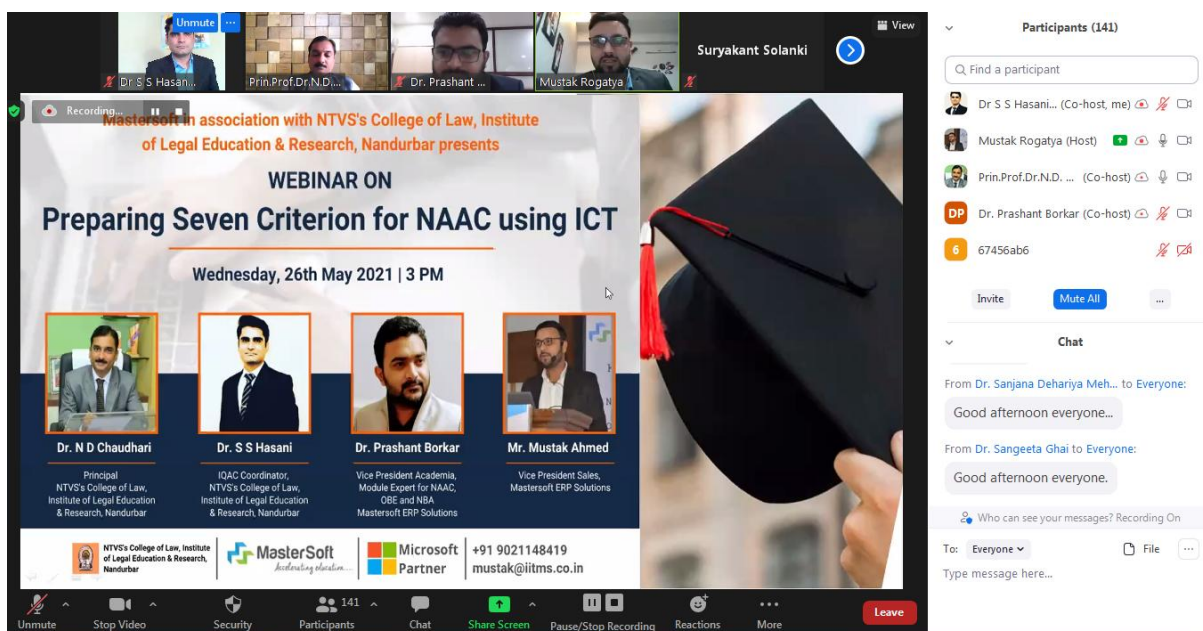 Unmute
...
Dr S S Hasan...
Prin.Prof.Dr.N.D....
Dr. Prashant ...
Mustak Rogatya
Suryakant Solanki
View
Recording...
Mastersoft in association with NTVS's College of Law, Institute
of Legal Education & Research, Nandurbar presents
WEBINAR ON
Preparing Seven Criterion for NAAC using ICT
Wednesday, 26th May 2021 | 3 PM
Dr. N D Chaudhari
Principal
NTVS's College of Law,
Institute of Legal Education
& Research, Nandurbar
Dr. S S Hasani
IQAC Coordinator,
NTVS's College of Law,
Institute of Legal Education
& Research, Nandurbar
Dr. Prashant Borkar
Vice President Academia,
Module Expert for NAAC,
OBE and NBA
Mastersoft ERP Solutions
Mr. Mustak Ahmed
Vice President Sales,
Mastersoft ERP Solutions
NTVS's College of Law, Institute
of Legal Education & Research,
Nandurbar
MasterSoft
Accelerating education...
Microsoft
Partner
+91 9021148419
mustak@iitms.co.in
Unmute
Stop Video
Security
141
Participants
Chat
Share Screen
Pause/Stop Recording
Reactions
More
Leave
Participants (141)
Find a participant
Dr S S Hasani... (Co-host, me)
Mustak Rogatya (Host)
Prin.Prof.Dr.N.D. ... (Co-host)
DP Dr. Prashant Borkar (Co-host)
6 67456ab6
Invite
Mute All
...
Chat
From Dr. Sanjana Dehariya Meh... to Everyone:
Good afternoon everyone...
From Dr. Sangeeta Ghai to Everyone:
Good afternoon everyone.
Who can see your messages? Recording On
To: Everyone
File
...
Type message here...